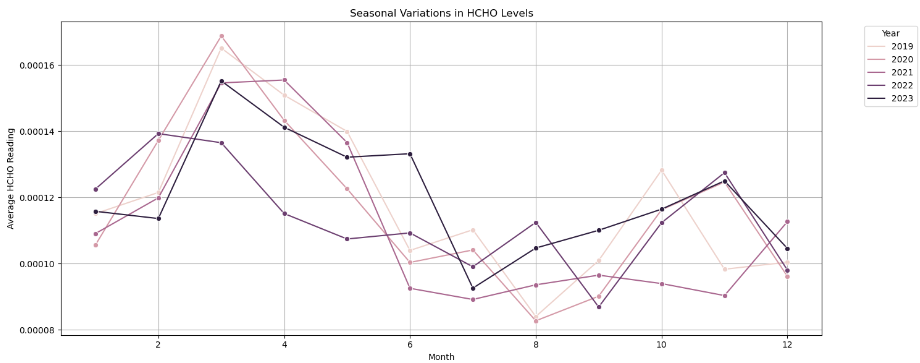 Seasonal Variations in HCHO Levels
Year
2019
2020
2021
2022
2023
0.00016
0.00014
0.00012
0.00010
0.00008
Average HCHO Reading
2 4 6 8 10 12
Month